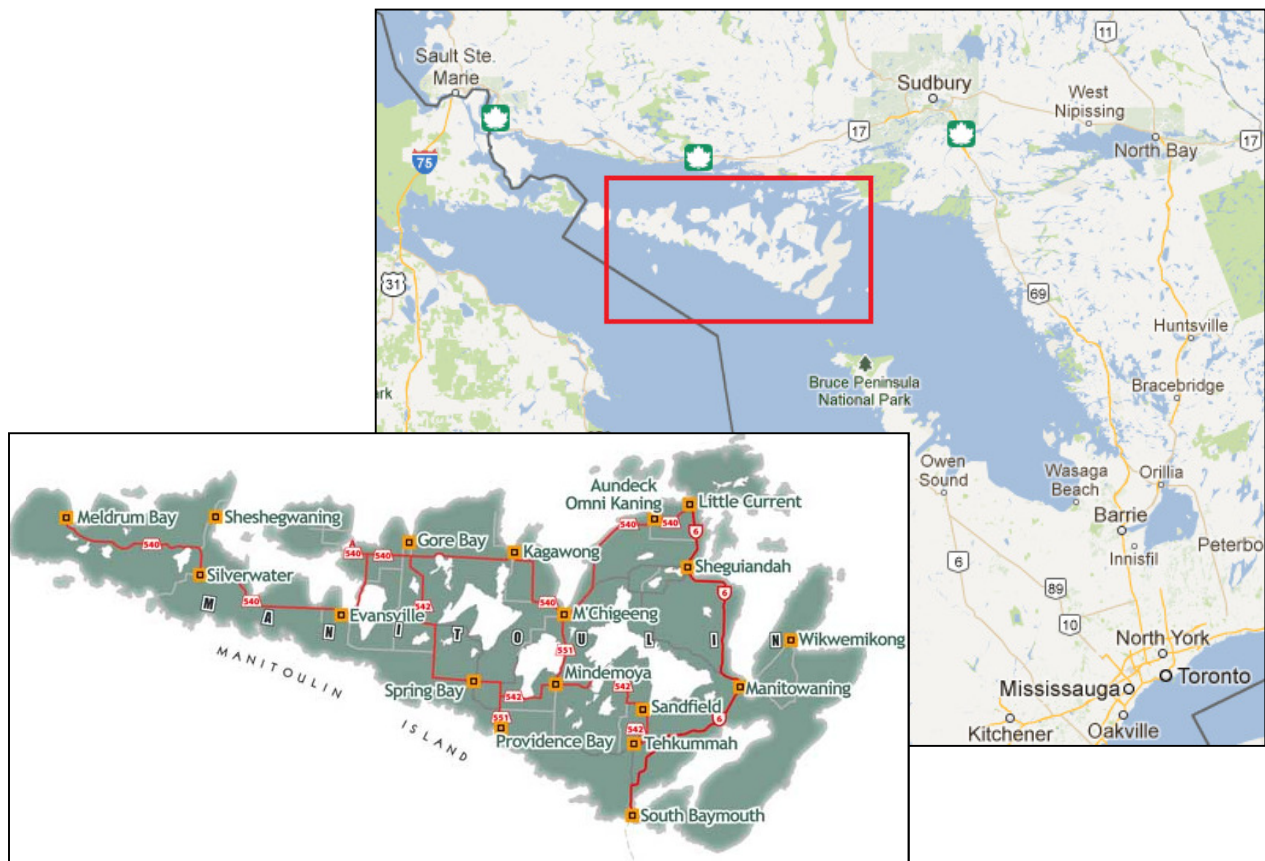 11
Sault Ste.
Marie
Sudbury
West
Nipissing
17
North Bay
17
75
31
69
Huntsville
Bruce Peninsula
National Park
Bracebridge
ark
Owen
Sound
Wasaga
Beach
Orillia
Barrie
Innisfil
Peterbo
6
89
10
North York
Toronto
Mississauga
Oakville
Kitchener
Aundeck
Omni Kaning
Little Current
540
540
6
Meldrum Bay
Sheshegwaning
Gore Bay
A
540
540
Kagawong
540
Silverwater
Sheguiandah
6
540
Evansville
542
540
M'Chigeeng
MANITOULIN
Wikwemikong
551
MANITOULIN ISLAND
Mindemoya
Spring Bay
542
542
Manitowaning
Sandfield
6
551
Providence Bay
542
Tehkummah
South Baymouth